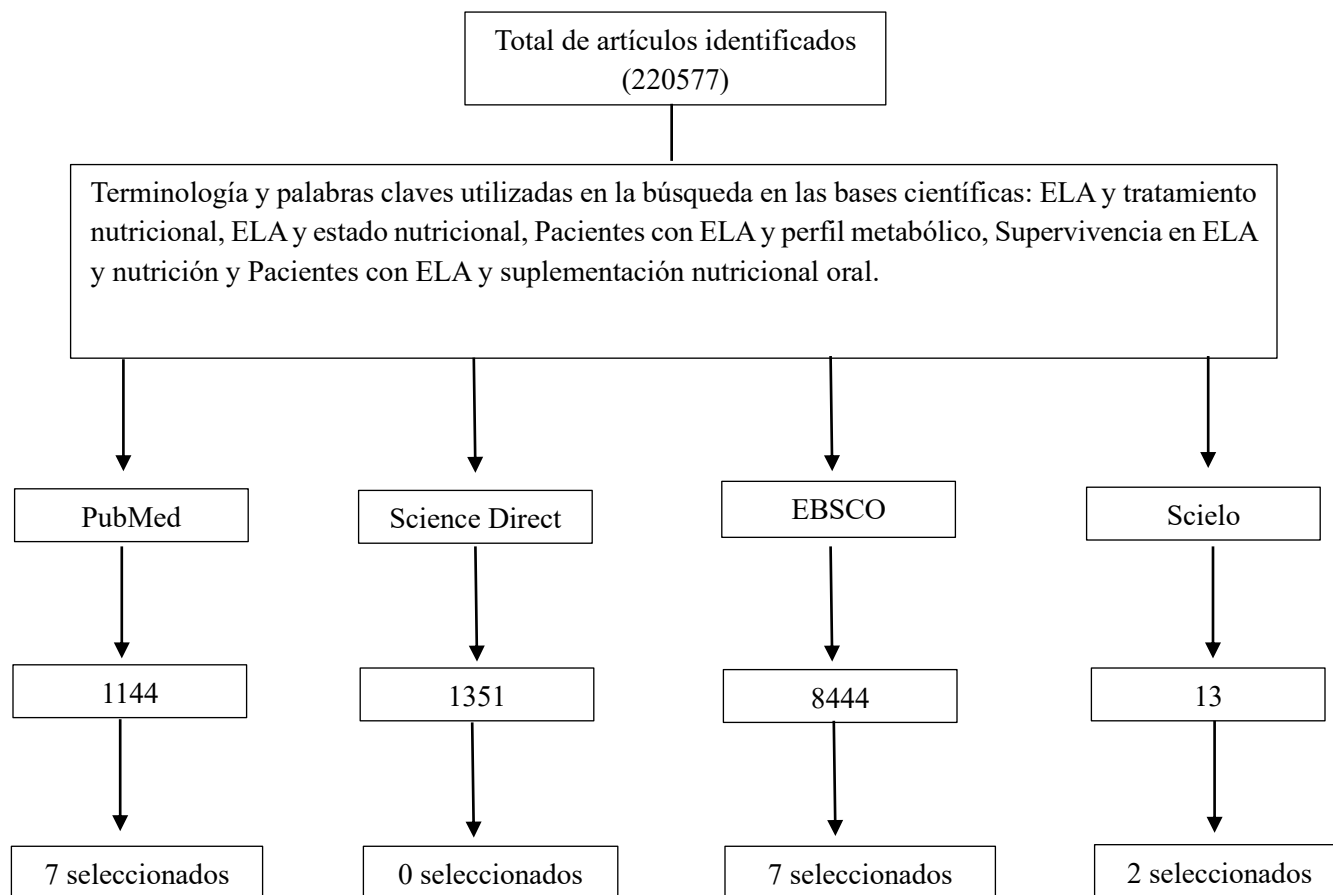 Total de artículos identificados
(220577)
Terminología y palabras claves utilizadas en la búsqueda en las bases científicas: ELA y tratamiento
nutricional, ELA y estado nutricional, Pacientes con ELA y perfil metabólico, Supervivencia en ELA
y nutrición y Pacientes con ELA y suplementación nutricional oral.
PubMed
Science Direct
EBSCO
Scielo
1144
1351
8444
13
7 seleccionados
0 seleccionados
7 seleccionados
2 seleccionados